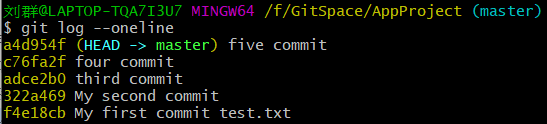 刘群@LAPTOP-TQA7I3U7 MINGW64 /f/GitSpace/AppProject (master)
$ git log --oneline
a4d954f (HEAD -> master) five commit
c76fa2f four commit
adce2b0 third commit
322a469 My second commit
f4e18cb My first commit test.txt